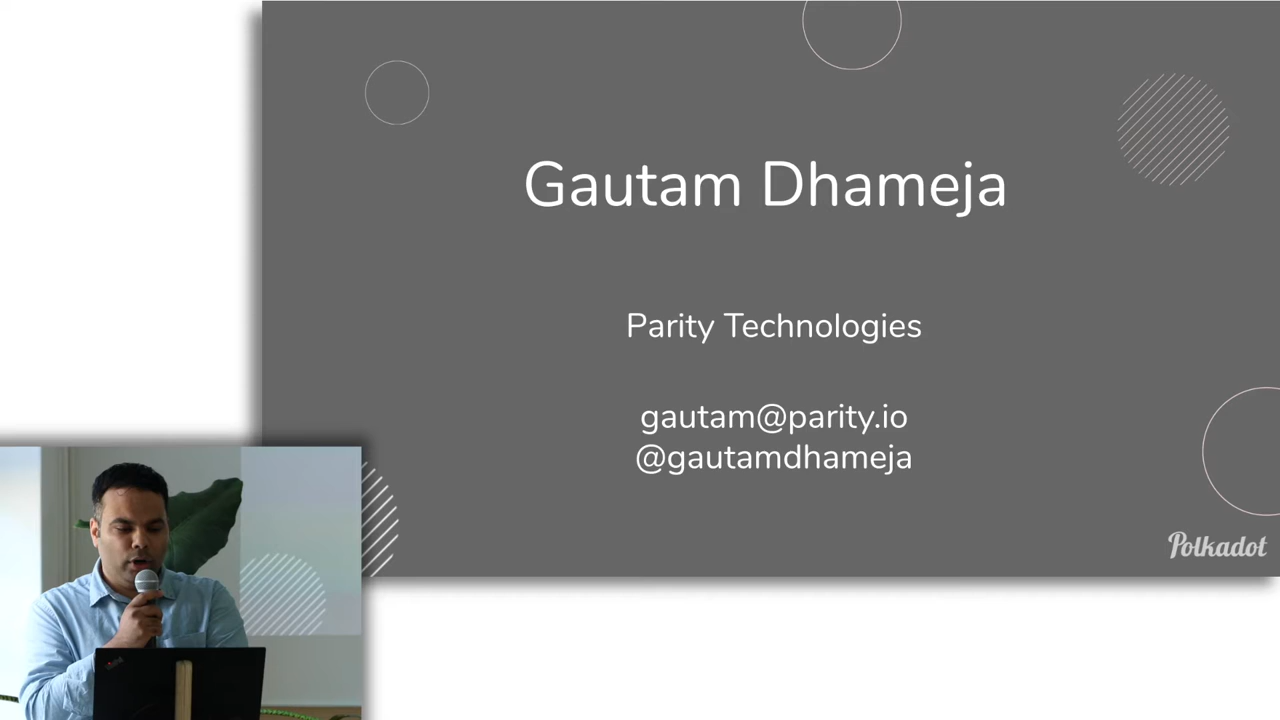 Gautam Dhameja
Parity Technologies
gautam@parity.io
@gautamdhameja
Polkadot